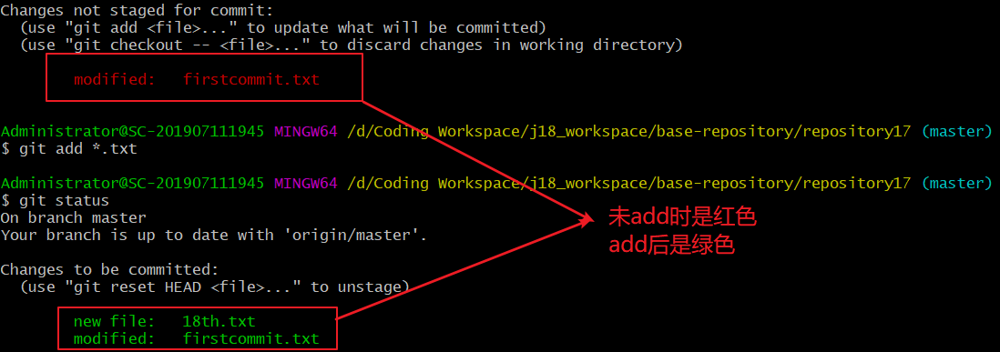 Changes not staged for commit:
(use "git add <file>..." to update what will be committed)
(use "git checkout -- <file>..." to discard changes in working directory)
modified: firstcommit.txt
Administrator@SC-201907111945 MINGW64 /d/Coding Workspace/j18_workspace/base-repository/repository17 (master)
$ git add *.txt
Administrator@SC-201907111945 MINGW64 /d/Coding Workspace/j18_workspace/base-repository/repository17 (master)
$ git status
On branch master
Your branch is up to date with 'origin/master'.
未add时是红色
add后是绿色
Changes to be committed:
(use "git reset HEAD <file>..." to unstage)
new file: 18th.txt
modified: firstcommit.txt